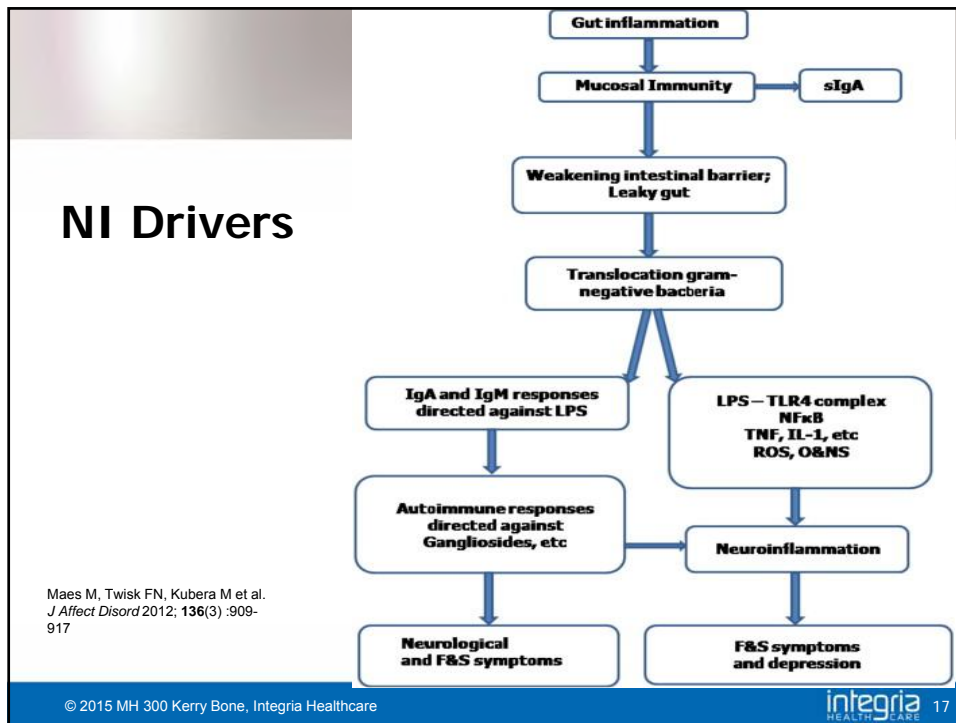 NI Drivers
Maes M, Twisk FN, Kubera M et al.
J Affect Disord 2012; 136(3) :909-
917
Gut inflammation
Mucosal Immunity
sIgA
Weakening intestinal barrier;
Leaky gut
Translocation gram-
negative bacberia
IgA and IgM responses
directed against LPS
LPS – TLR4 complex
NFκB
TNF, IL-1, etc
ROS, O&NS
Autoimmune responses
directed against
Gangliosides, etc
Neuroinflammation
Neurological
and F&S symptoms
F&S symptoms
and depression
© 2015 MH 300 Kerry Bone, Integria Healthcare
integria
HEALTHCARE
17